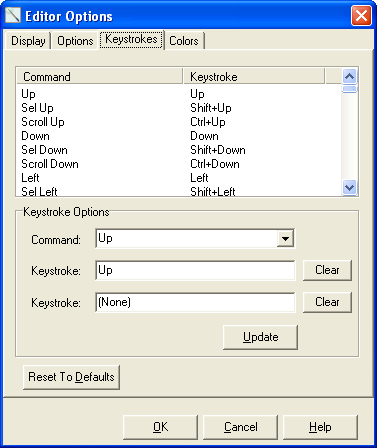 Editor Options
Display Options Keystrokes Colors
Command Keystroke
Up Up
Sel Up Shift+Up
Scroll Up Ctrl+Up
Down Down
Sel Down Shift+Down
Scroll Down Ctrl+Down
Left Left
Sel Left Shift+Left
Keystroke Options
Command: Up
Keystroke: Up Clear
Keystroke: (None) Clear
Update
Reset To Defaults
OK Cancel Help